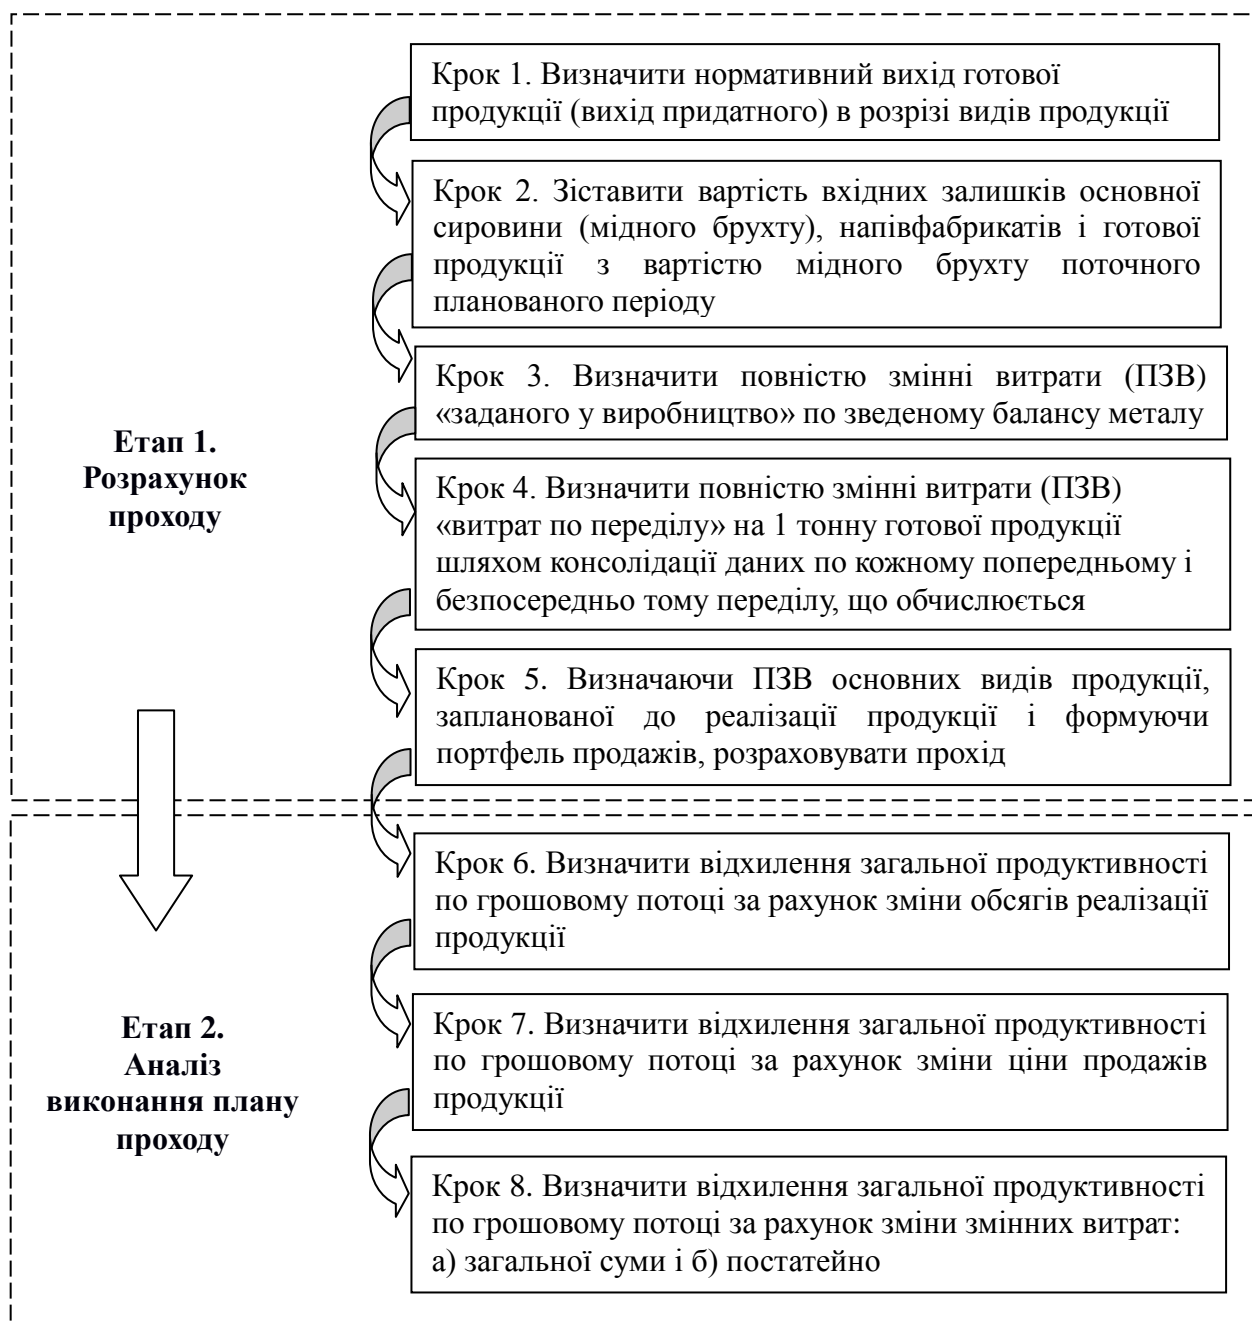 Крок 1. Визначити нормативний вихід готової
продукції (вихід придатного) в розрізі видів продукції
Крок 2. Зіставити вартість вхідних залишків основної
сировини (мідного брухту), напівфабрикатів і готової
продукції з вартістю мідного брухту поточного
планованого періоду
Крок 3. Визначити повністю змінні витрати (ПЗВ)
«заданого у виробництво» по зведеному балансу металу
Етап 1.
Розрахунок
проходу
Крок 4. Визначити повністю змінні витрати (ПЗВ)
«витрат по переділу» на 1 тонну готової продукції
шляхом консолідації даних по кожному попередньому і
безпосередньо тому переділу, що обчислюється
Крок 5. Визначаючи ПЗВ основних видів продукції,
запланованої до реалізації продукції і формуючи
портфель продажів, розраховувати прохід
Крок 6. Визначити відхилення загальної продуктивності
по грошовому потоці за рахунок зміни обсягів реалізації
продукції
Етап 2.
Аналіз
виконання плану
проходу
Крок 7. Визначити відхилення загальної продуктивності
по грошовому потоці за рахунок зміни ціни продажів
продукції
Крок 8. Визначити відхилення загальної продуктивності
по грошовому потоці за рахунок зміни змінних витрат:
а) загальної суми і б) постатейно